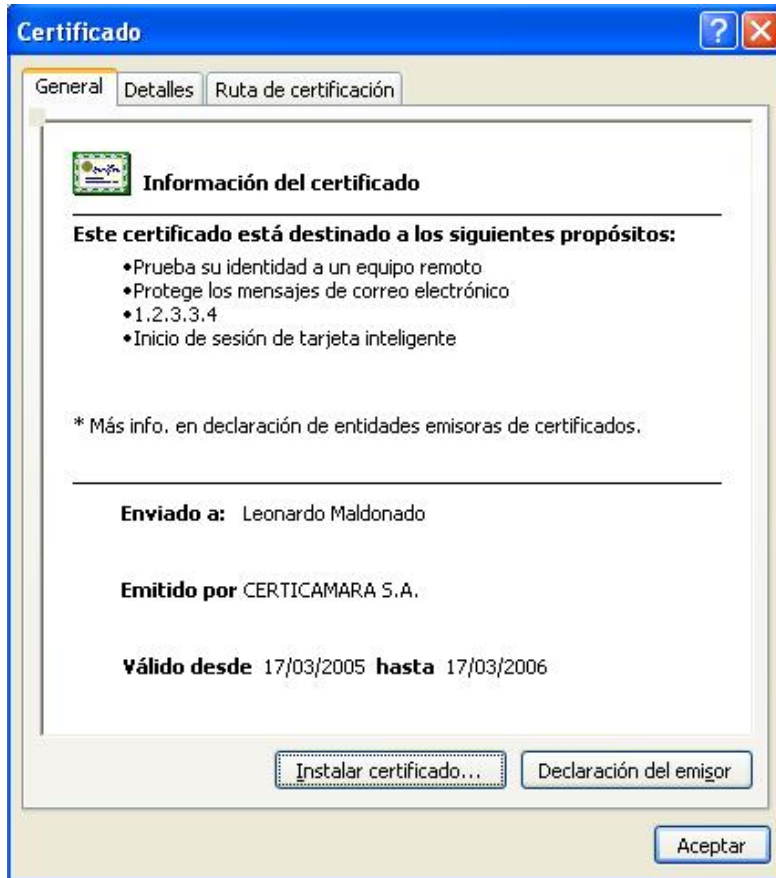 Certificado
General Detalles Ruta de certificación
Información del certificado
Este certificado está destinado a los siguientes propósitos:
•Prueba su identidad a un equipo remoto
•Protege los mensajes de correo electrónico
•1.2.3.3.4
•Inicio de sesión de tarjeta inteligente
* Más info. en declaración de entidades emisoras de certificados.
Enviado a: Leonardo Maldonado
Emitido por CERTICAMARA S.A.
Válido desde 17/03/2005 hasta 17/03/2006
Instalar certificado... Declaración del emisor
Aceptar